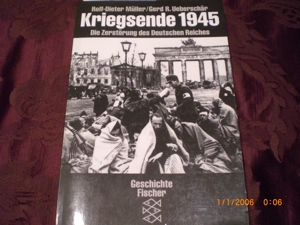 Rolf-Dieter Müller/Gerd R. Ueberschär
Kriegsende 1945
Die Zerstörung des Deutschen Reiches
Geschichte
Fischer
1/1/2006 0:06